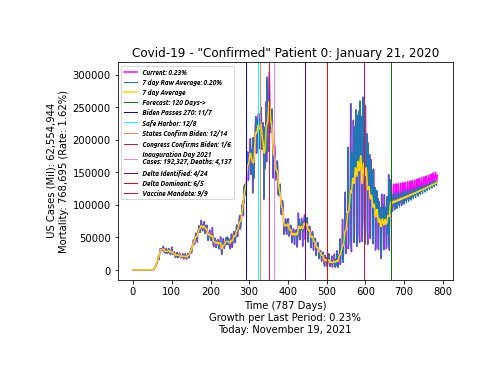 Covid-19 - "Confirmed" Patient 0: January 21, 2020
US Cases (Mil): 62,554,944
Mortality: 768,695 (Rate: 1.62%)
300000
250000
200000
150000
100000
50000
0
Current: 0.23%
7 day Raw Average: 0.20%
7 day Average
Forecast: 120 Days->
Biden Passes 270: 11/7
Safe Harbor: 12/8
States Confirm Biden: 12/14
Congress Confirms Biden: 1/6
Inauguration Day 2021
Cases: 192,327, Deaths: 4,137
Delta Identified: 4/24
Delta Dominant: 6/5
Vaccine Mandate: 9/9
0 100 200 300 400 500 600 700 800
Time (787 Days)
Growth per Last Period: 0.23%
Today: November 19, 2021